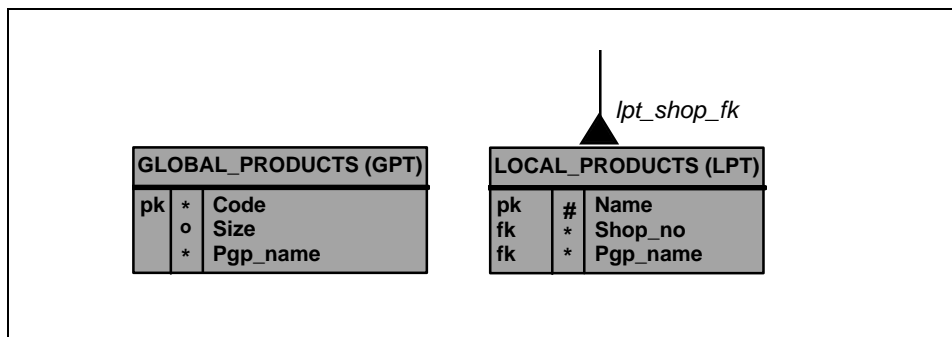 lpt_shop_fk
GLOBAL_PRODUCTS (GPT)
pk * Code
o Size
* Pgp_name
LOCAL_PRODUCTS (LPT)
pk # Name
fk * Shop_no
fk * Pgp_name